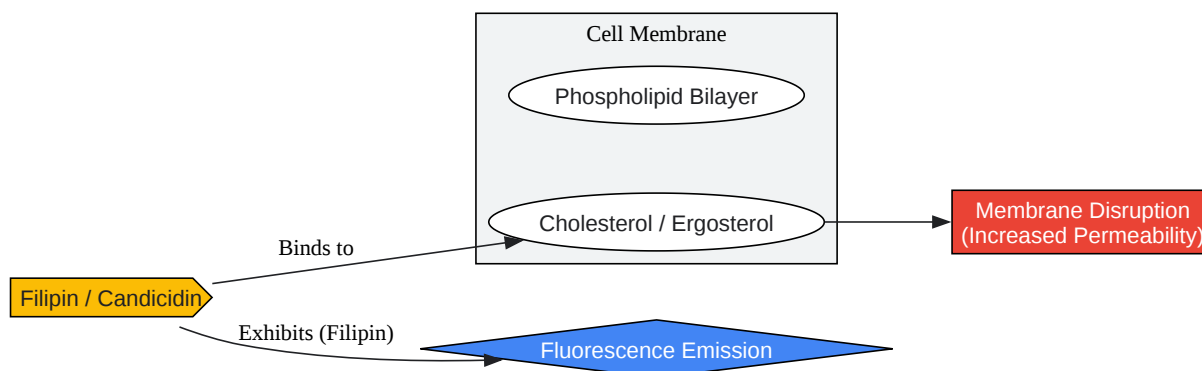 Cell Membrane
Phospholipid Bilayer
Cholesterol / Ergosterol
Membrane Disruption
(Increased Permeability)
Binds to
Filipin / Candicidin
Exhibits (Filipin)
Fluorescence Emission